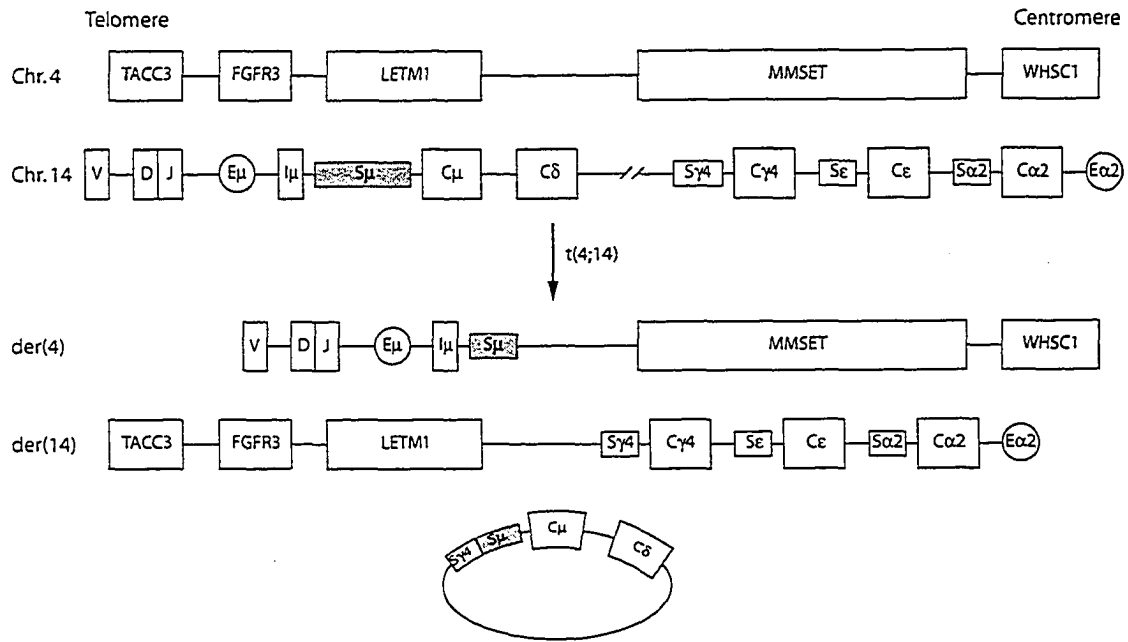 Telomere Centromere
Chr. 4 TACC3 FGFR3 LETM1 MMSET WHSC1
Chr. 14 V D J Eμ Iμ Sμ Cμ Cδ Sγ4 Cγ4 Sε Cε Sα2 Cα2 Eα2
t(4;14)
der(4) V D J Eμ Iμ Sμ MMSET WHSC1
der(14) TACC3 FGFR3 LETM1 Sγ4 Cγ4 Sε Cε Sα2 Cα2 Eα2
Sγ4 Sμ Cμ Cδ